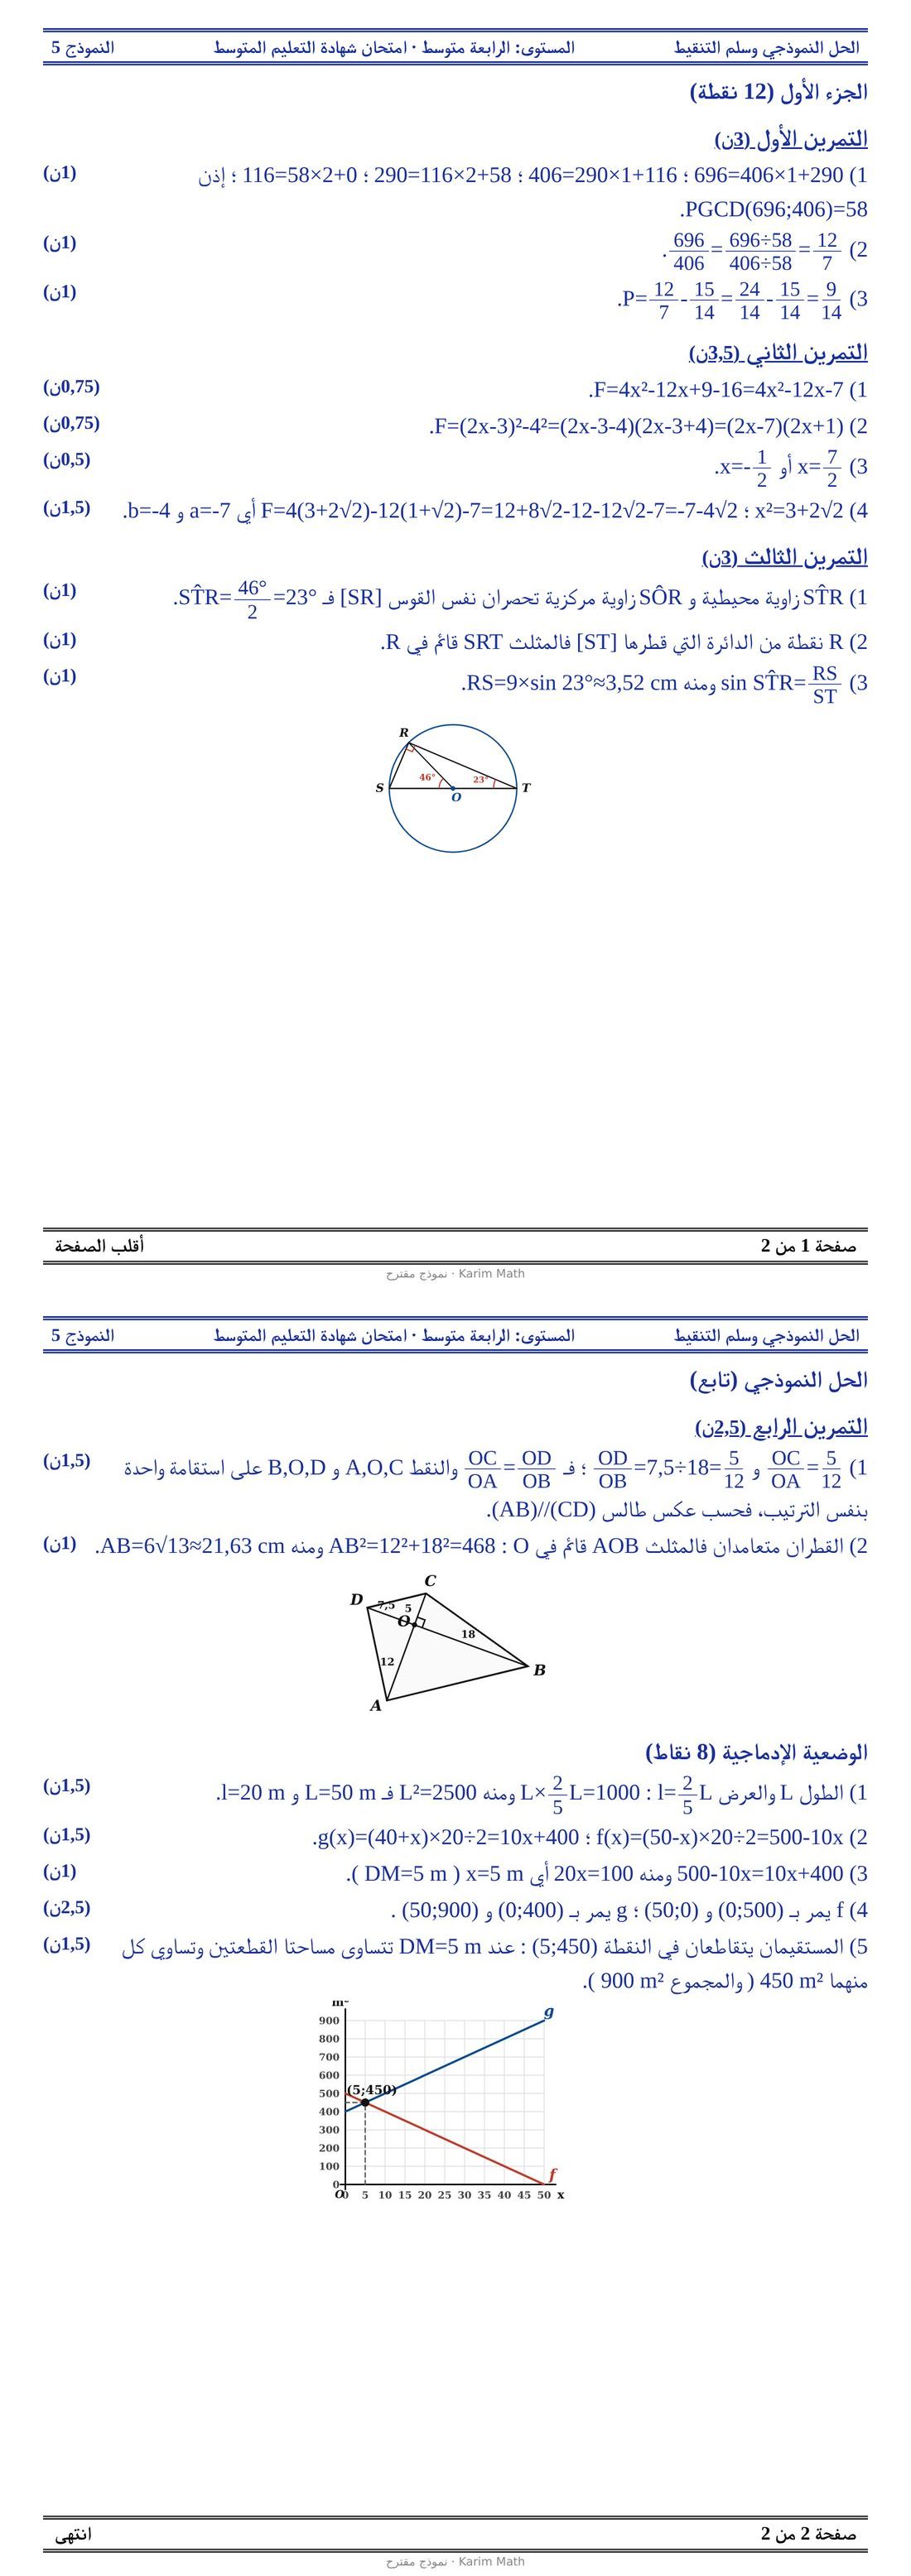 الحل النموذجي وسلم التنقيط المستوى: الرابعة متوسط · امتحان شهادة التعليم المتوسط النموذج 5
الجزء الأول (12 نقطة)
التمرين الأول (3ن)
1) 696=406×1+290 ؛ 406=290×1+116 ؛ 290=116×2+58 ؛ 116=58×2+0 ؛ إذن (1ن)
PGCD(696;406)=58.
2) 696/406=696÷58/406÷58=12/7. (1ن)
3) P=12/7-15/14=24/14-15/14=9/14. (1ن)
التمرين الثاني (3,5ن)
1) F=4x²-12x+9-16=4x²-12x-7. (0,75ن)
2) F=(2x-3)²-4²=(2x-3-4)(2x-3+4)=(2x-7)(2x+1). (0,75ن)
3) x=7/2 أو x=-1/2. (0,5ن)
4) x²=3+2√2 ؛ F=4(3+2√2)-12(1+√2)-7=12+8√2-12-12√2-7=-7-4√2 أي a=-7 و b=-4. (1,5ن)
التمرين الثالث (3ن)
1) ST̂R زاوية محيطية و SÔR زاوية مركزية تحصران نفس القوس [SR] فـ ST̂R=46°/2=23°. (1ن)
2) R نقطة من الدائرة التي قطرها [ST] فالمثلث SRT قائم في R. (1ن)
3) sin ST̂R=RS/ST ومنه RS=9×sin 23°≈3,52 cm. (1ن)
R
46° 23°
S O T
صفحة 1 من 2 أقلب الصفحة
Karim Math · نموذج مقترح
الحل النموذجي وسلم التنقيط المستوى: الرابعة متوسط · امتحان شهادة التعليم المتوسط النموذج 5
الحل النموذجي (تابع)
التمرين الرابع (2,5ن)
1) OC/OA=5/12 و OD/OB=7,5÷18=5/12 ؛ فـ OC/OA=OD/OB والنقط A,O,C و B,O,D على استقامة واحدة (1,5ن)
بنفس الترتيب، فحسب عكس طالس (AB)//(CD).
2) القطران متعامدان فالمثلث AOB قائم في O : AB²=12²+18²=468 ومنه AB=6√13≈21,63 cm. (1ن)
C
D 7,5 5
O 18
12 B
A
الوضعية الإدماجية (8 نقاط)
1) الطول L والعرض l=2/5L : L×2/5L=1000 ومنه L²=2500 فـ L=50 m و l=20 m. (1,5ن)
2) f(x)=(50-x)×20÷2=500-10x ؛ g(x)=(40+x)×20÷2=10x+400. (1,5ن)
3) 500-10x=10x+400 ومنه 20x=100 أي x=5 m ( DM=5 m ). (1ن)
4) f يمر بـ (0;500) و (50;0) ؛ g يمر بـ (0;400) و (50;900) . (2,5ن)
5) المستقيمان يتقاطعان في النقطة (5;450) : عند DM=5 m تتساوى مساحتا القطعتين وتساوي كل (1,5ن)
منهما 450 m² ( والمجموع 900 m² ).
m² g
900
800
700
600
500 (5;450)
400
300
200
100 f
0
O 0 5 10 15 20 25 30 35 40 45 50 x
صفحة 2 من 2 انتهى
Karim Math · نموذج مقترح